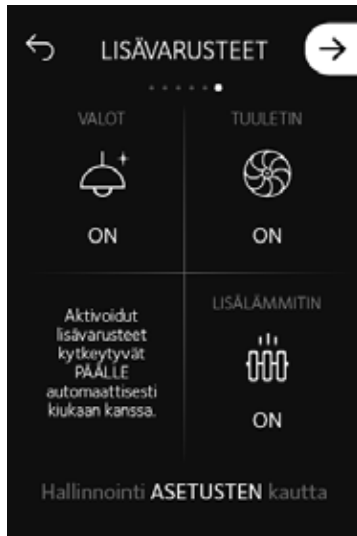 LISÄVARUSTEET
VALOT
TUULETIN
ON
ON
Aktivoidut
lisävarusteet
kytkeytyvät
PÄÄLLE
automaattisesti
kiukaan kanssa.
LISÄLÄMMITIN
ON
Hallinnointi ASETUSTEN kautta